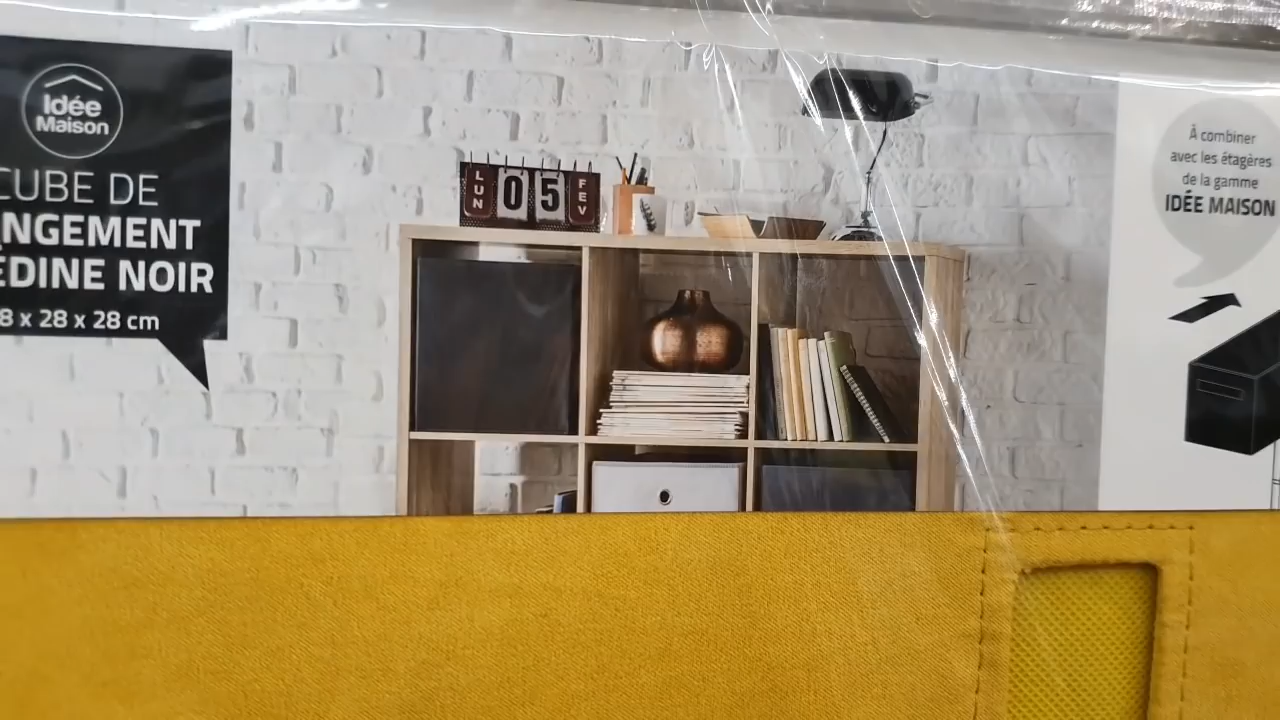 Idée
Maison
CUBE DE
NGEMENT
ÉDINE NOIR
8 x 28 x 28 cm
LUN 05 FEV
À combiner
avec les étagères
de la gamme
IDÉE MAISON